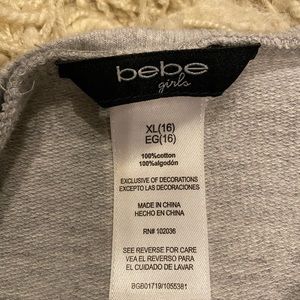 bebe
girls
XL(16)
EG(16)
100%cotton
100%algodón
EXCLUSIVE OF DECORATIONS
EXCEPTO LAS DECORACIONES
MADE IN CHINA
HECHO EN CHINA
RN# 102036
SEE REVERSE FOR CARE
VEA EL REVERSO PARA
EL CUIDADO DE LAVAR
BGB01719/1055381